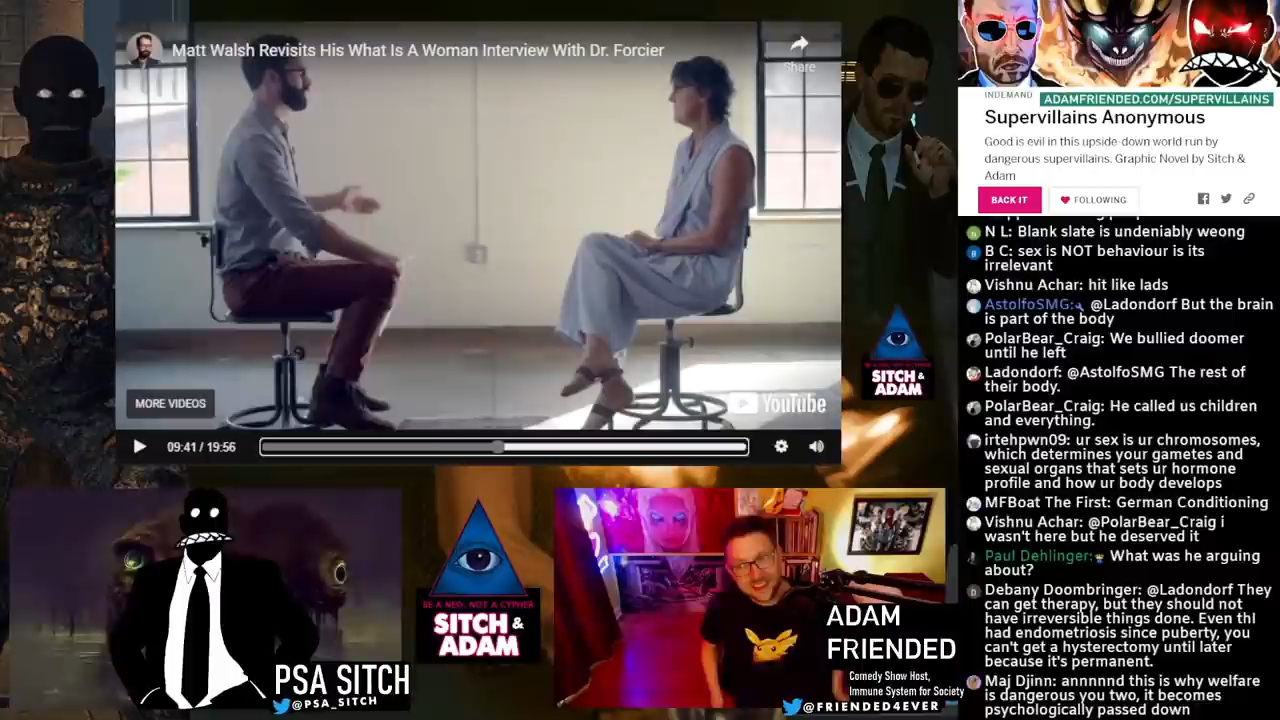 Matt Walsh Revisits His What Is A Woman Interview With Dr. Forcier
Share
MORE VIDEOS
YouTube
09:41 / 19:56
SITCH &
ADAM
BE A NEO, NOT A CYPHER
SITCH &
ADAM
PSA SITCH
@PSA_SITCH
ADAM
FRIENDED
Comedy Show Host,
Immune System for Society
@FRIENDED4EVER
INDEMAND
ADAMFRIENDED.COM/SUPERVILLAINS
Supervillains Anonymous
Good is evil in this upside-down world run by
dangerous supervillains. Graphic Novel by Sitch &
Adam
BACK IT
FOLLOWING
N L: Blank slate is undeniably weong
B C: sex is NOT behaviour is its
irrelevant
Vishnu Achar: hit like lads
AstolfoSMG: @Ladondorf But the brain
is part of the body
PolarBear_Craig: We bullied doomer
until he left
Ladondorf: @AstolfoSMG The rest of
their body.
PolarBear_Craig: He called us children
and everything.
irtehpwn09: ur sex is ur chromosomes,
which determines your gametes and
sexual organs that sets ur hormone
profile and how ur body develops
MFBoat The First: German Conditioning
Vishnu Achar: @PolarBear_Craig i
wasn't here but he deserved it
Paul Dehlinger: What was he arguing
about?
Debany Doombringer: @Ladondorf They
can get therapy, but they should not
have irreversible things done. Even thI
had endometriosis since puberty, you
can't get a hysterectomy until later
because it's permanent.
Maj Djinn: annnnnd this is why welfare
is dangerous you two, it becomes
psychologically passed down